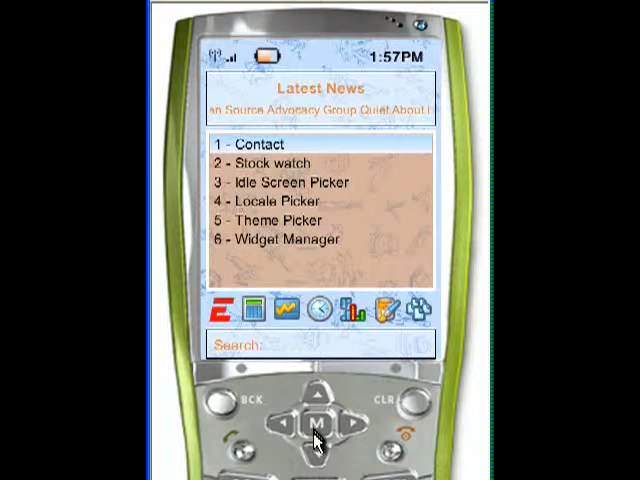 1:57PM
Latest News
an Source Advocacy Group Quiet About
1 - Contact
2 - Stock watch
3 - Idle Screen Picker
4 - Locale Picker
5 - Theme Picker
6 - Widget Manager
Search:
BCK
CLR
M